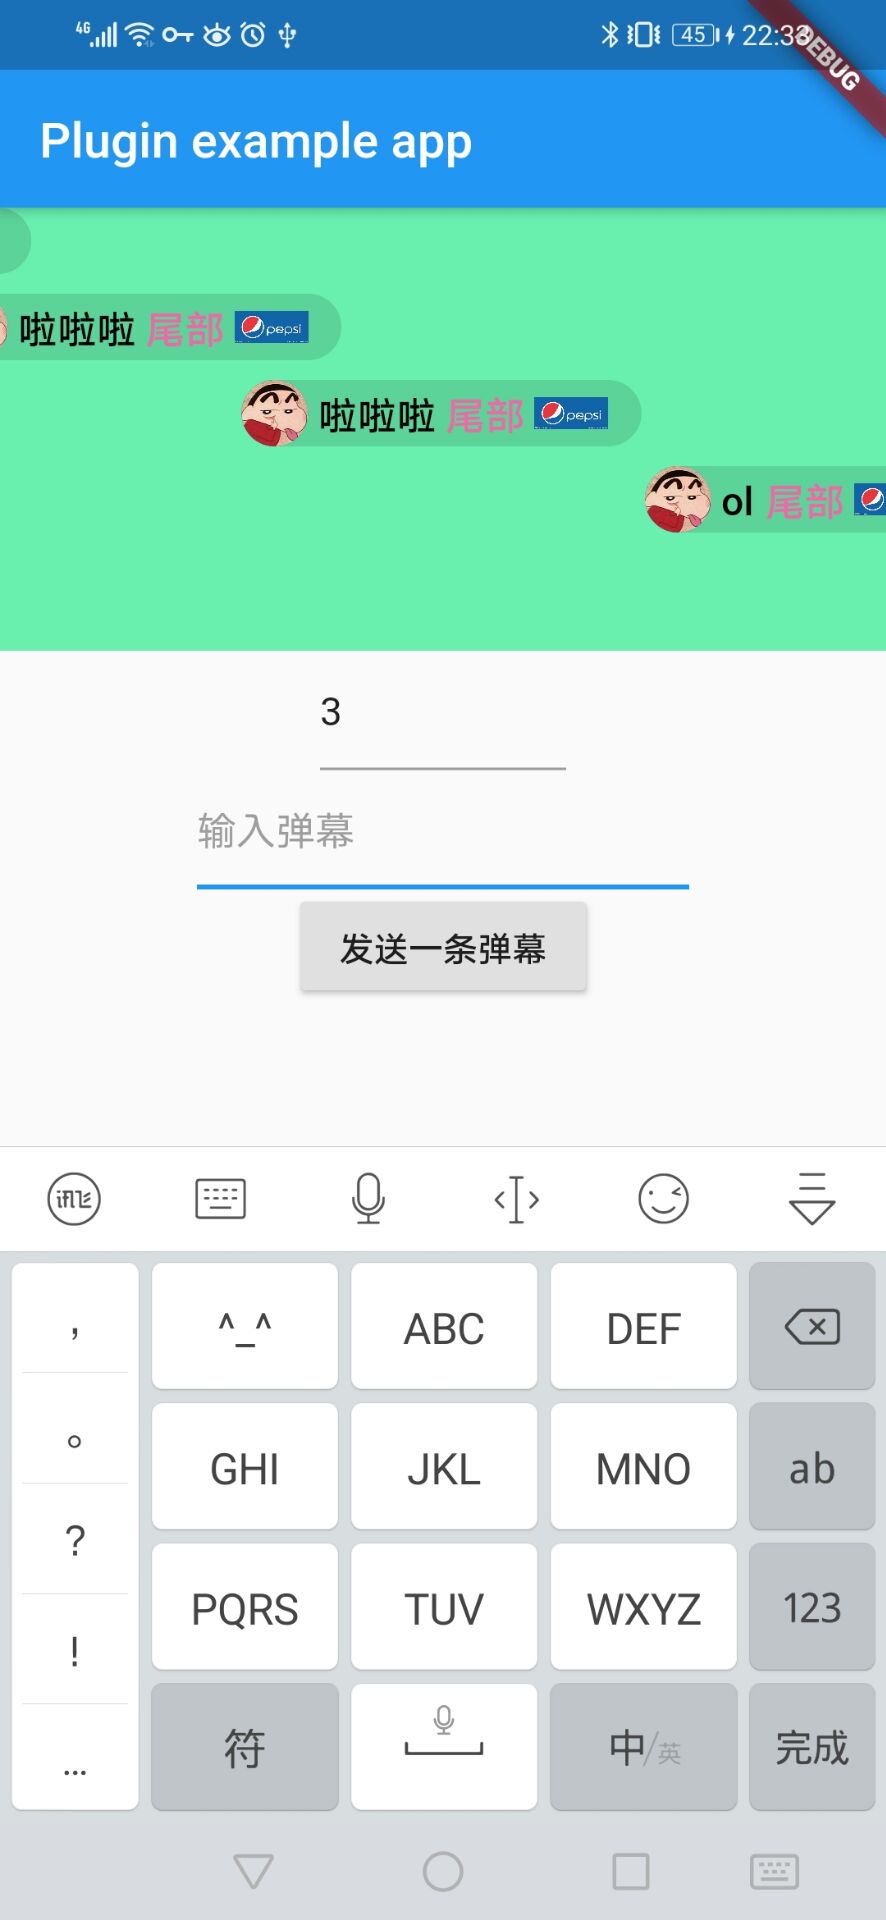 4G 45 22:33
DEBUG
Plugin example app
啦啦啦 尾部 pepsi
啦啦啦 尾部 pepsi
ol 尾部
3
输入弹幕
发送一条弹幕
讯飞
, ^_^ ABC DEF
。 GHI JKL MNO ab
? PQRS TUV WXYZ 123
!
... 符 中/英 完成